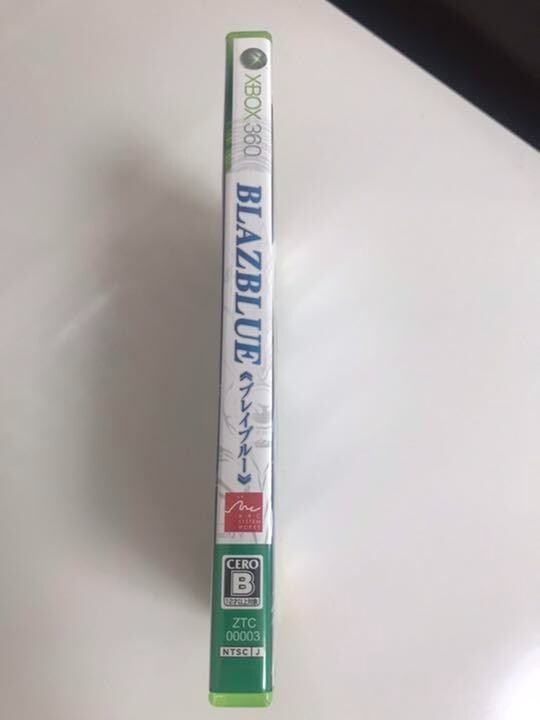 XBOX 360
BLAZBLUE
《ブレイブルー》
ARC
SYSTEM
WORKS
CERO
B
12才以上対象
ZTC
00003
NTSC J